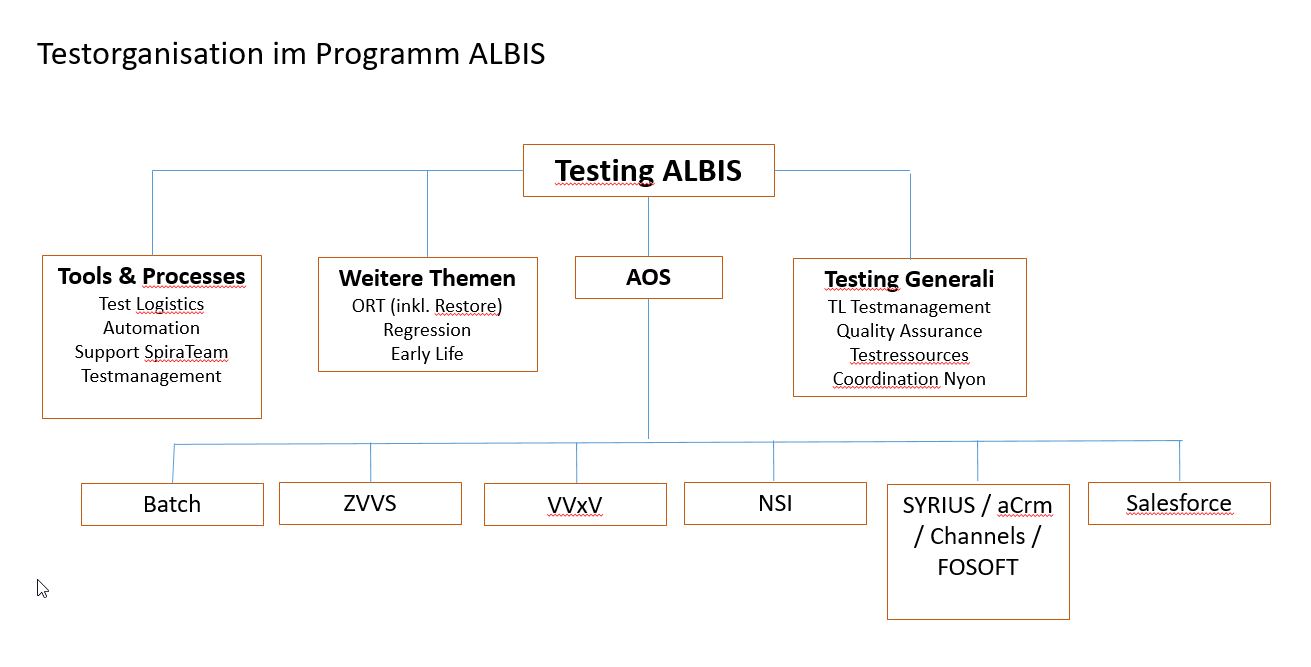 Testorganisation im Programm ALBIS
Testing ALBIS
Tools & Processes
Test Logistics
Automation
Support SpiraTeam
Testmanagement
Weitere Themen
ORT (inkl. Restore)
Regression
Early Life
AOS
Testing Generali
TL Testmanagement
Quality Assurance
Testressources
Coordination Nyon
Batch
ZVVS
VVxV
NSI
SYRIUS / aCrm
/ Channels /
FOSOFT
Salesforce